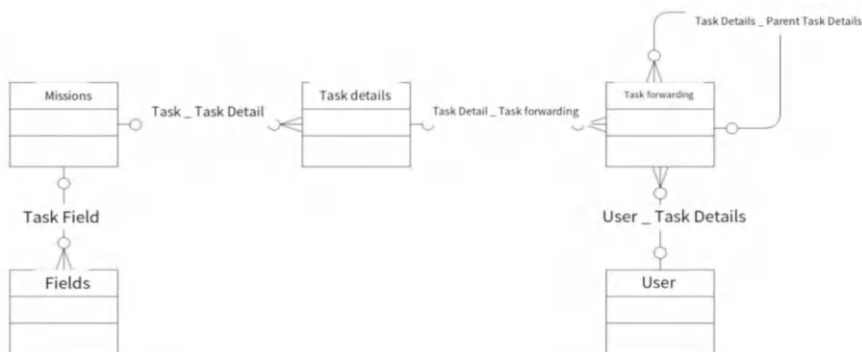 Task Details _ Parent Task Details
Missions
Task _ Task Detail
Task details
Task Detail _ Task forwarding
Task forwarding
Task Field
User _ Task Details
Fields
User